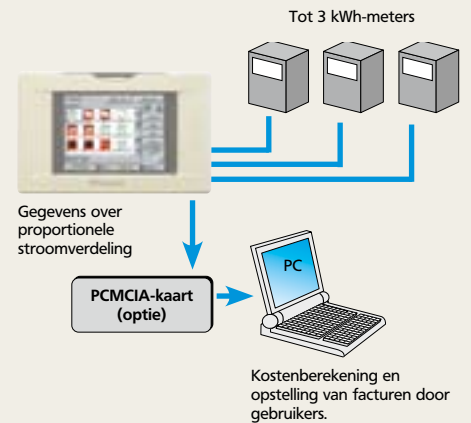 Tot 3 kWh-meters
Gegevens over
proportionele
stroomverdeling
PC
PCMCIA-kaart
(optie)
Kostenberekening en
opstelling van facturen door
gebruikers.